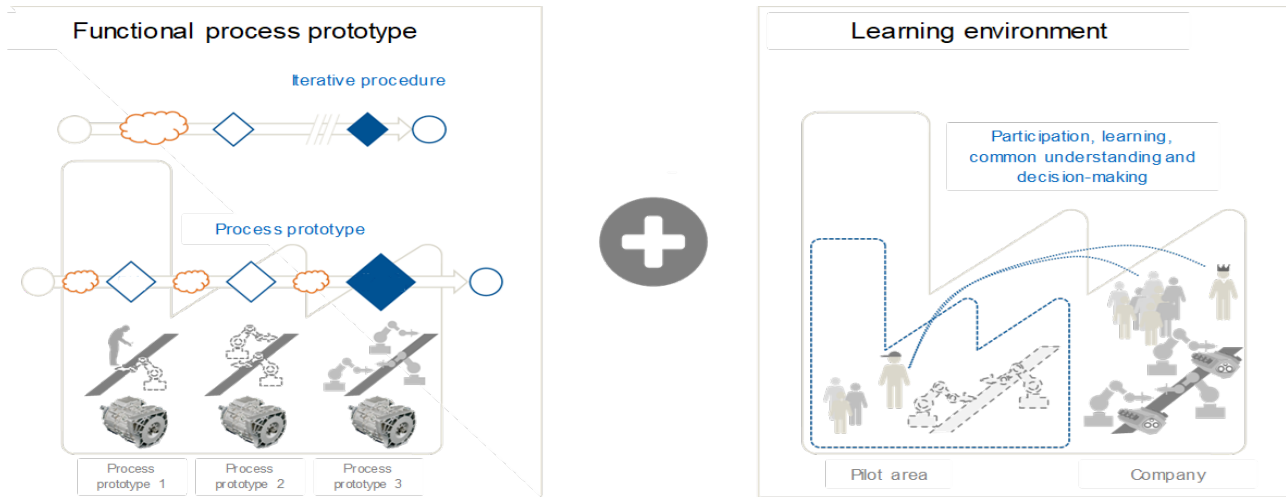 Functional process prototype
Iterative procedure
Process prototype
Process
prototype 1
Process
prototype 2
Process
prototype 3
Learning environment
Participation, learning,
common understanding and
decision-making
Pilot area
Company